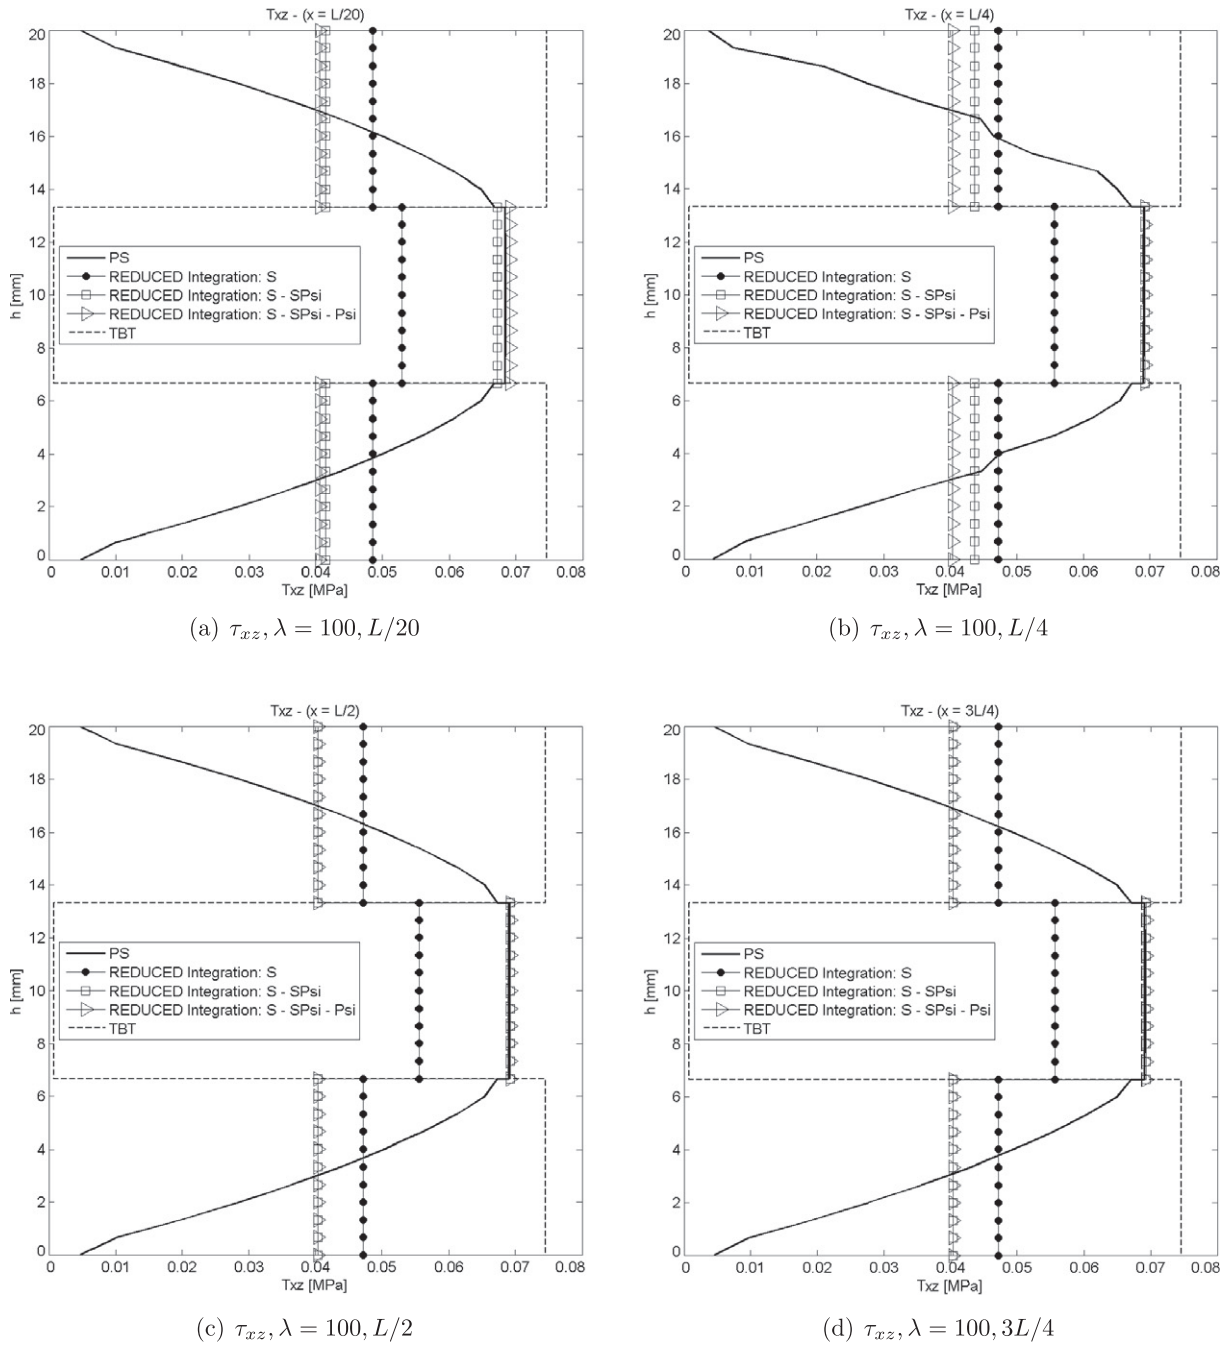 Txz - (x = L/20)
20
18
16
14
12
10
8
6
4
2
0
h [mm]
PS
REDUCED Integration: S
REDUCED Integration: S - SPsi
REDUCED Integration: S - SPsi - Psi
TBT
0 0.01 0.02 0.03 0.04 0.05 0.06 0.07 0.08
Txz [MPa]
(a) τxz, λ = 100, L/20
Txz - (x = L/4)
20
18
16
14
12
10
8
6
4
2
0
h [mm]
PS
REDUCED Integration: S
REDUCED Integration: S - SPsi
REDUCED Integration: S - SPsi - Psi
TBT
0 0.01 0.02 0.03 0.04 0.05 0.06 0.07 0.08
Txz [MPa]
(b) τxz, λ = 100, L/4
Txz - (x = L/2)
20
18
16
14
12
10
8
6
4
2
0
h [mm]
PS
REDUCED Integration: S
REDUCED Integration: S - SPsi
REDUCED Integration: S - SPsi - Psi
TBT
0 0.01 0.02 0.03 0.04 0.05 0.06 0.07 0.08
Txz [MPa]
(c) τxz, λ = 100, L/2
Txz - (x = 3L/4)
20
18
16
14
12
10
8
6
4
2
0
h [mm]
PS
REDUCED Integration: S
REDUCED Integration: S - SPsi
REDUCED Integration: S - SPsi - Psi
TBT
0 0.01 0.02 0.03 0.04 0.05 0.06 0.07 0.08
Txz [MPa]
(d) τxz, λ = 100, 3L/4